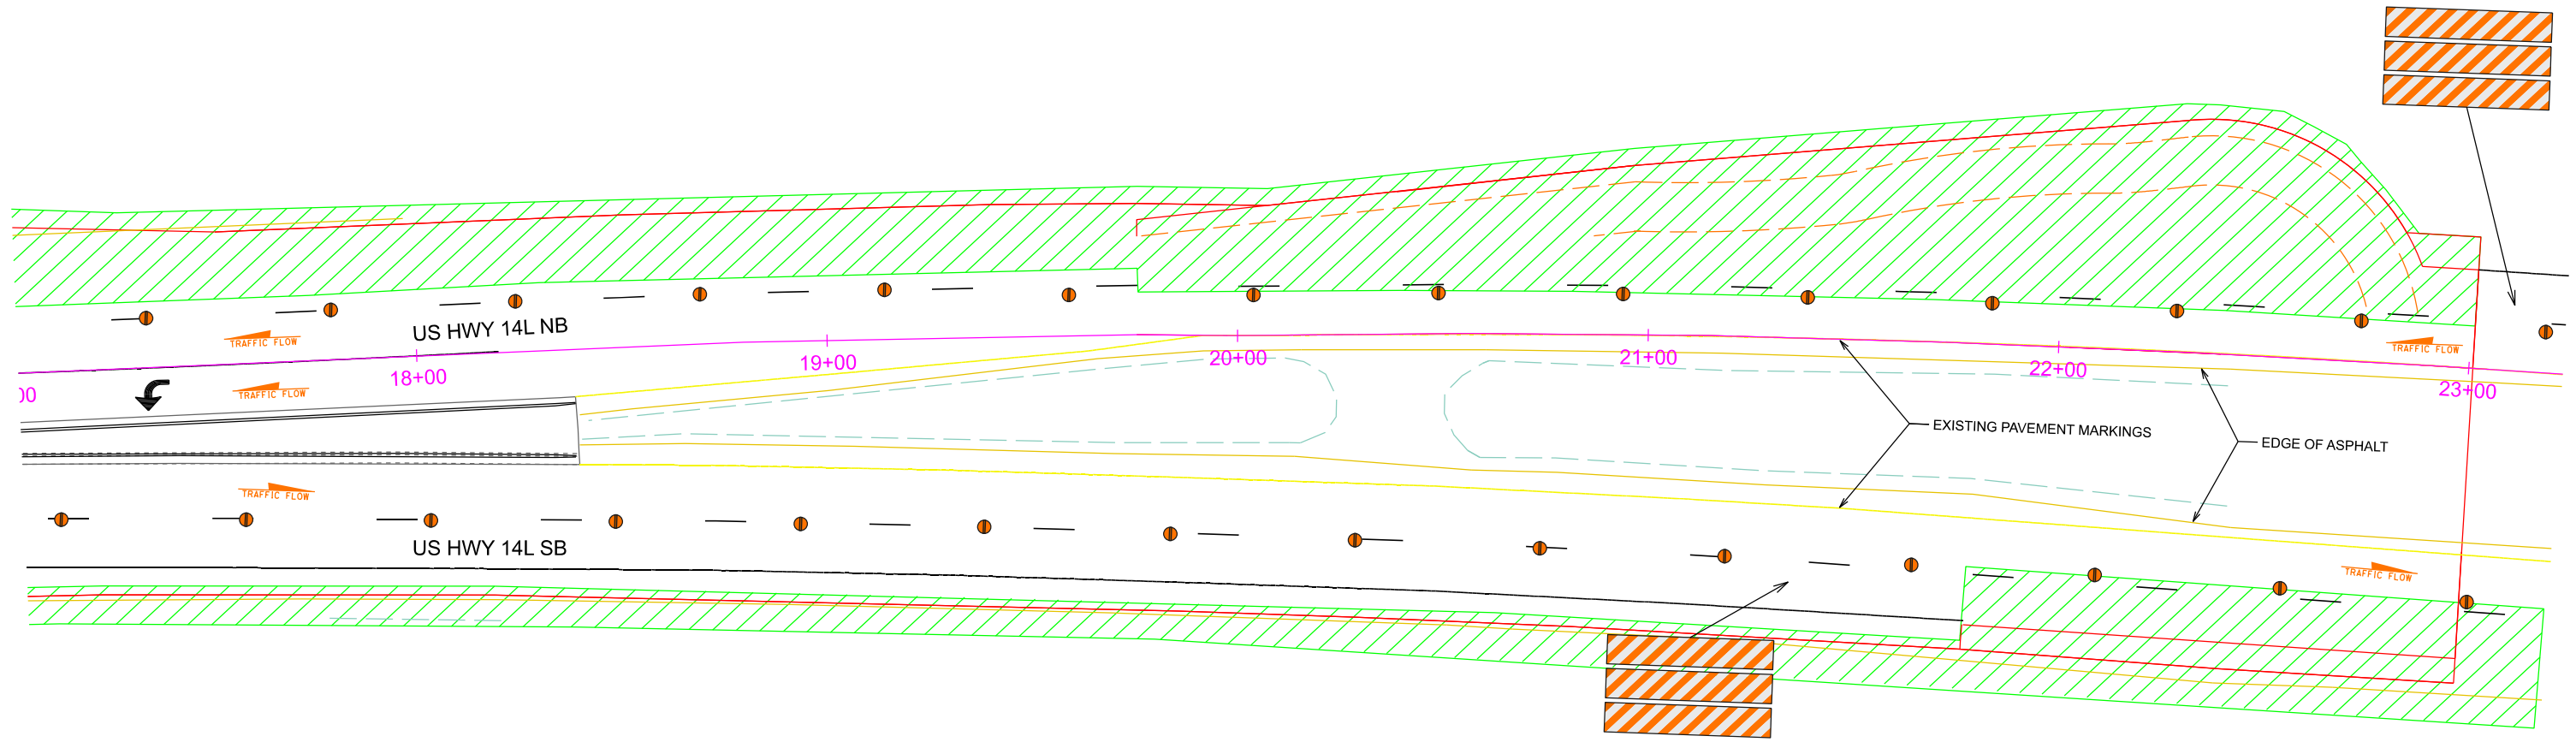 US HWY 14L NB
TRAFFIC FLOW
TRAFFIC FLOW
TRAFFIC FLOW
00
18+00
19+00
20+00
21+00
22+00
23+00
EXISTING PAVEMENT MARKINGS
EDGE OF ASPHALT
TRAFFIC FLOW
US HWY 14L SB
TRAFFIC FLOW